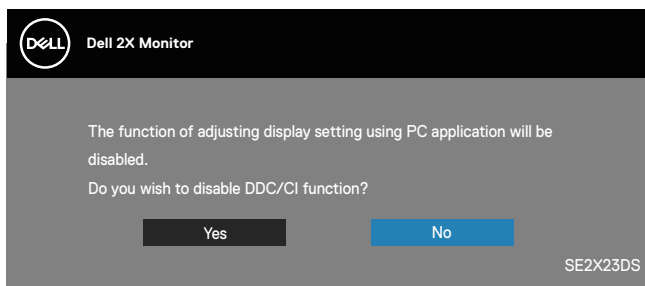 DELL
Dell 2X Monitor
The function of adjusting display setting using PC application will be
disabled.
Do you wish to disable DDC/CI function?
Yes
No
SE2X23DS